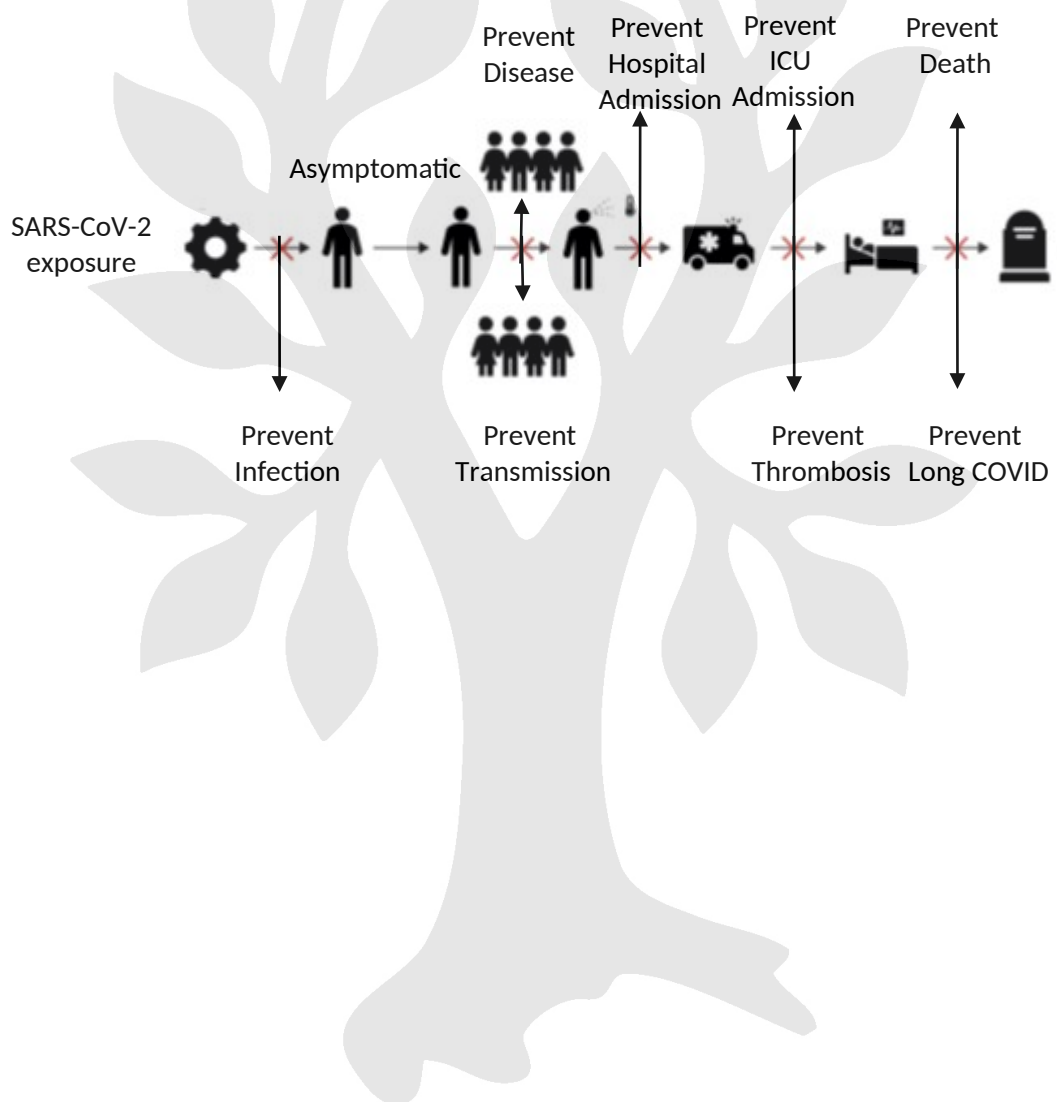 Prevent
Disease
Prevent
Hospital
Admission
Prevent
ICU
Admission
Prevent
Death
Asymptomatic
SARS-CoV-2
exposure
Prevent
Infection
Prevent
Transmission
Prevent
Thrombosis
Prevent
Long COVID